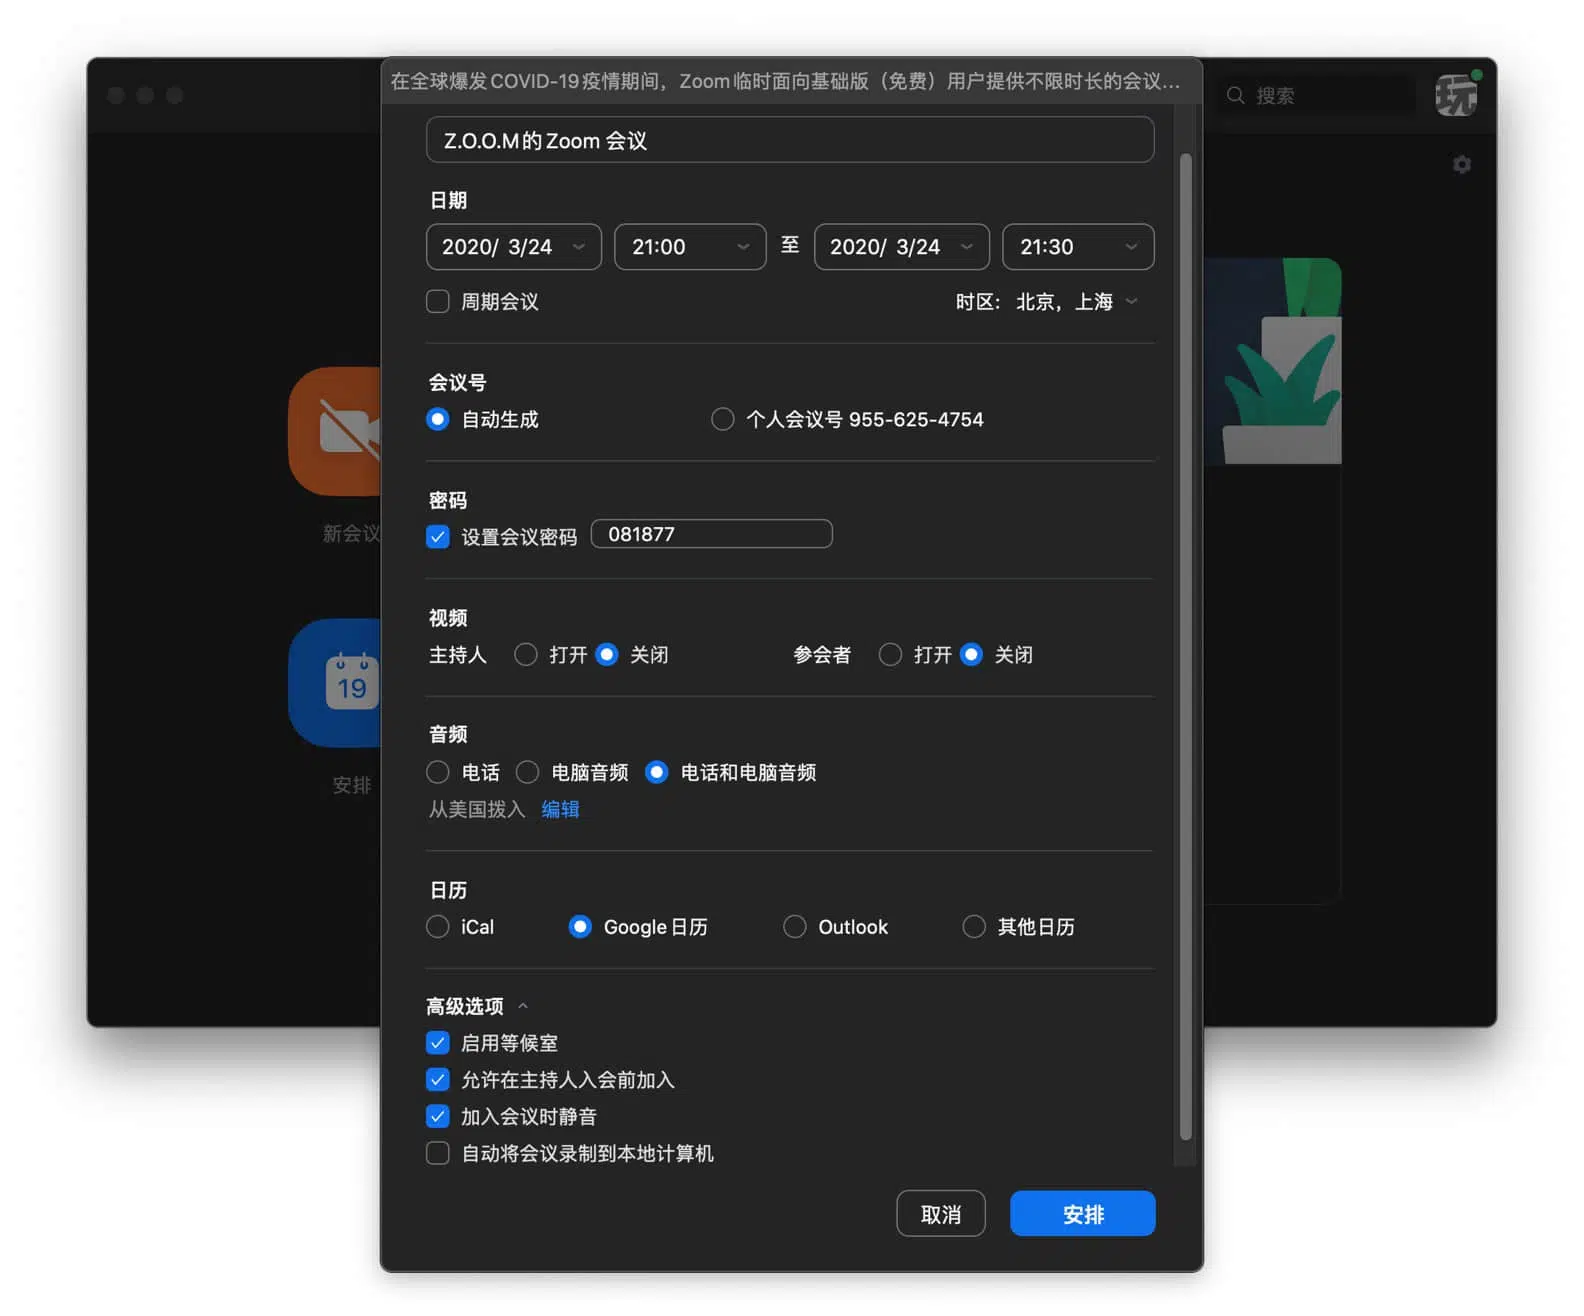 在全球爆发COVID-19疫情期间，Zoom临时面向基础版（免费）用户提供不限时长的会议...
搜索
玩
Z.O.O.M的Zoom 会议
日期
2020/ 3/24 21:00 至 2020/ 3/24 21:30
周期会议 时区： 北京，上海
会议号
自动生成 个人会议号 955-625-4754
新会议
密码
设置会议密码 081877
视频
主持人 打开 关闭 参会者 打开 关闭
19
安排
音频
电话 电脑音频 电话和电脑音频
从美国拨入 编辑
日历
iCal Google日历 Outlook 其他日历
高级选项
启用等候室
允许在主持人入会前加入
加入会议时静音
自动将会议录制到本地计算机
取消 安排